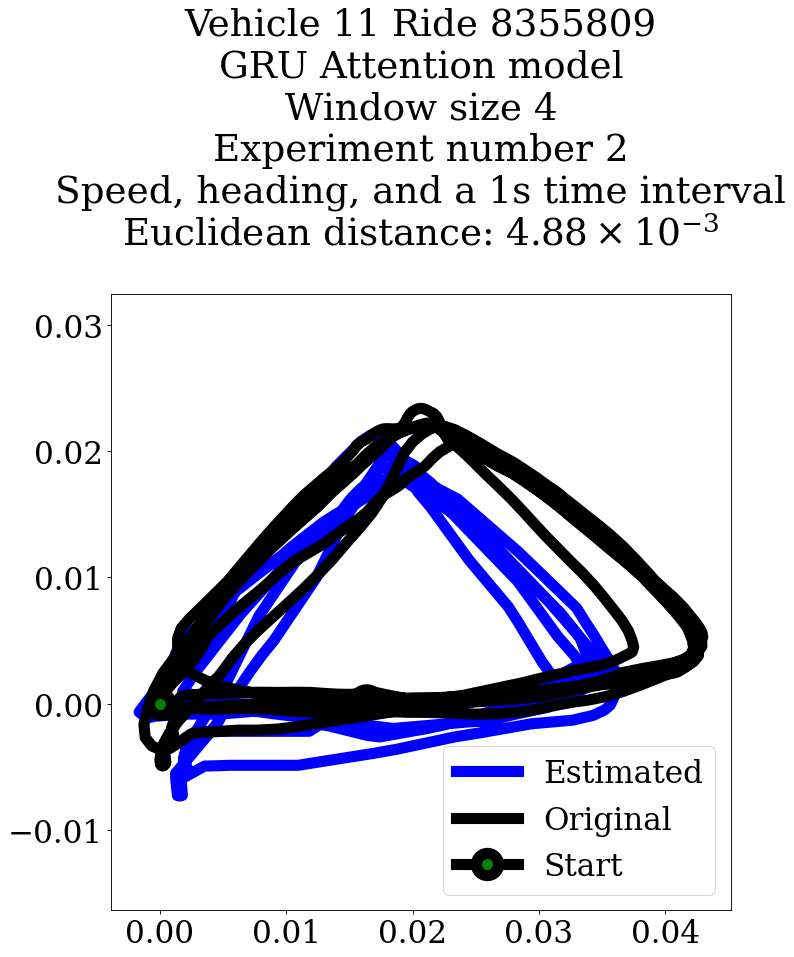 Vehicle 11 Ride 8355809
GRU Attention model
Window size 4
Experiment number 2
Speed, heading, and a 1s time interval
Euclidean distance: 4.88 × 10⁻³
0.03
0.02
0.01
0.00
−0.01
Estimated
Original
Start
0.00 0.01 0.02 0.03 0.04